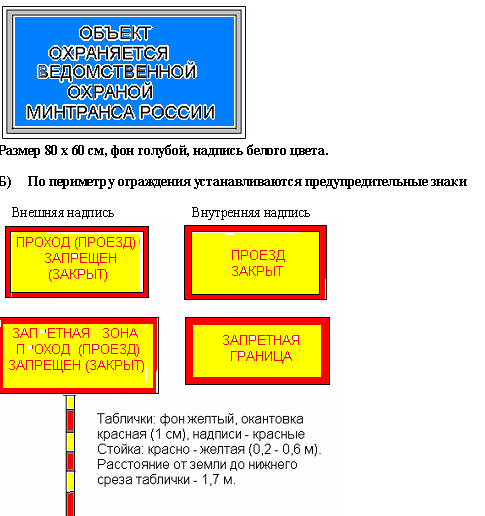 ОБЪЕКТ
ОХРАНЯЕТСЯ
ВЕДОМСТВЕННОЙ
ОХРАНОЙ
МИНТРАНСА РОССИИ
Размер 80 х 60 см, фон голубой, надпись белого цвета.
Б) По периметру ограждения устанавливаются предупредительные знаки
Внешняя надпись Внутренняя надпись
ПРОХОД (ПРОЕЗД)
ЗАПРЕЩЕН
(ЗАКРЫТ)
ПРОЕЗД
ЗАКРЫТ
ЗАПРЕТНАЯ ЗОНА
ПРОХОД (ПРОЕЗД)
ЗАПРЕЩЕН (ЗАКРЫТ)
ЗАПРЕТНАЯ
ГРАНИЦА
Таблички: фон желтый, окантовка
красная (1 см), надписи - красные
Стойка: красно - желтая (0,2 - 0,6 м).
Расстояние от земли до нижнего
среза таблички - 1,7 м.